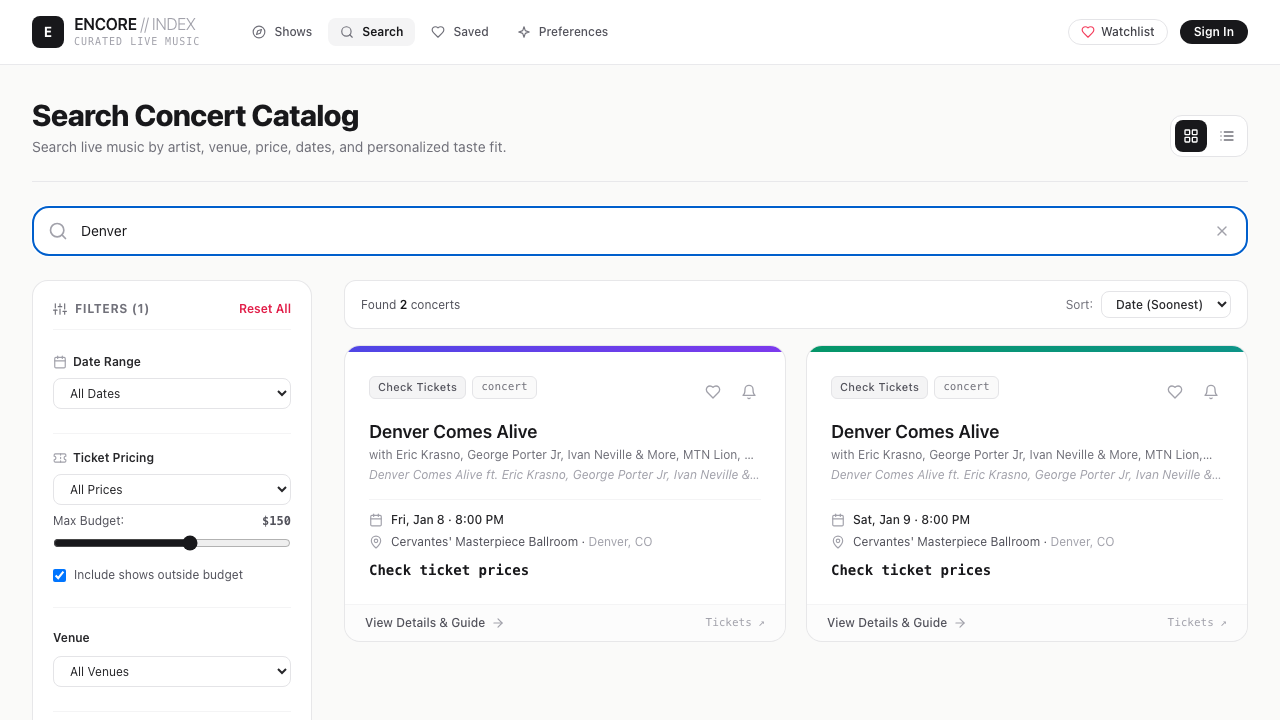 E
ENCORE // INDEX
CURATED LIVE MUSIC
Shows
Search
Saved
Preferences
Watchlist
Sign In
Search Concert Catalog
Search live music by artist, venue, price, dates, and personalized taste fit.
Denver
FILTERS (1)
Reset All
Date Range
All Dates
Ticket Pricing
All Prices
Max Budget:
$150
Include shows outside budget
Venue
All Venues
Found 2 concerts
Sort:
Date (Soonest)
Check Tickets
concert
Denver Comes Alive
with Eric Krasno, George Porter Jr, Ivan Neville & More, MTN Lion, ...
Denver Comes Alive ft. Eric Krasno, George Porter Jr, Ivan Neville &...
Fri, Jan 8 · 8:00 PM
Cervantes' Masterpiece Ballroom · Denver, CO
Check ticket prices
View Details & Guide →
Tickets ↗
Check Tickets
concert
Denver Comes Alive
with Eric Krasno, George Porter Jr, Ivan Neville & More, MTN Lion,...
Denver Comes Alive ft. Eric Krasno, George Porter Jr, Ivan Neville &...
Sat, Jan 9 · 8:00 PM
Cervantes' Masterpiece Ballroom · Denver, CO
Check ticket prices
View Details & Guide →
Tickets ↗